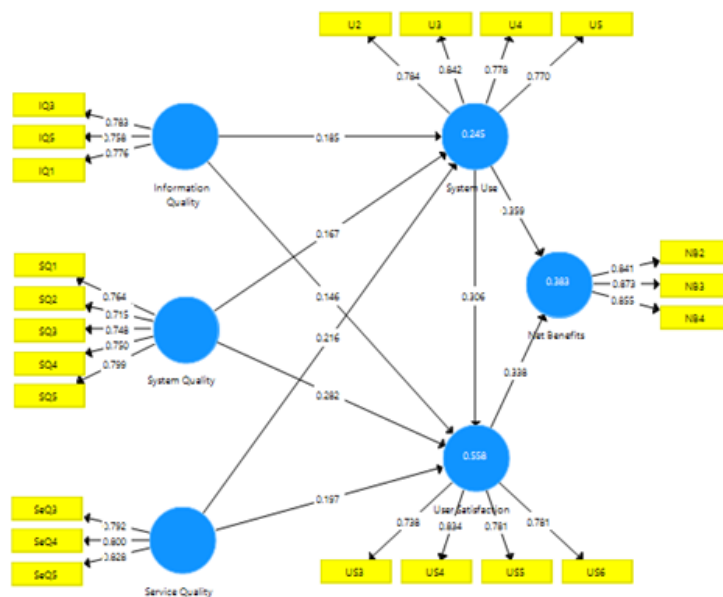 U2
U3
U4
U5
0.784
0.842
0.778
0.770
IQ3
IQ5
IQ1
0.783
0.758
0.776
Information
Quality
0.185
0.245
System Use
0.167
0.359
0.146
0.306
0.216
SQ1
SQ2
SQ3
SQ4
SQ5
0.764
0.715
0.748
0.750
0.799
System Quality
0.383
Net Benefits
0.841
0.873
0.855
NB2
NB3
NB4
0.338
0.282
0.558
User Satisfaction
0.197
SeQ3
SeQ4
SeQ5
0.792
0.800
0.828
Service Quality
0.738
0.834
0.781
0.781
US3
US4
US5
US6